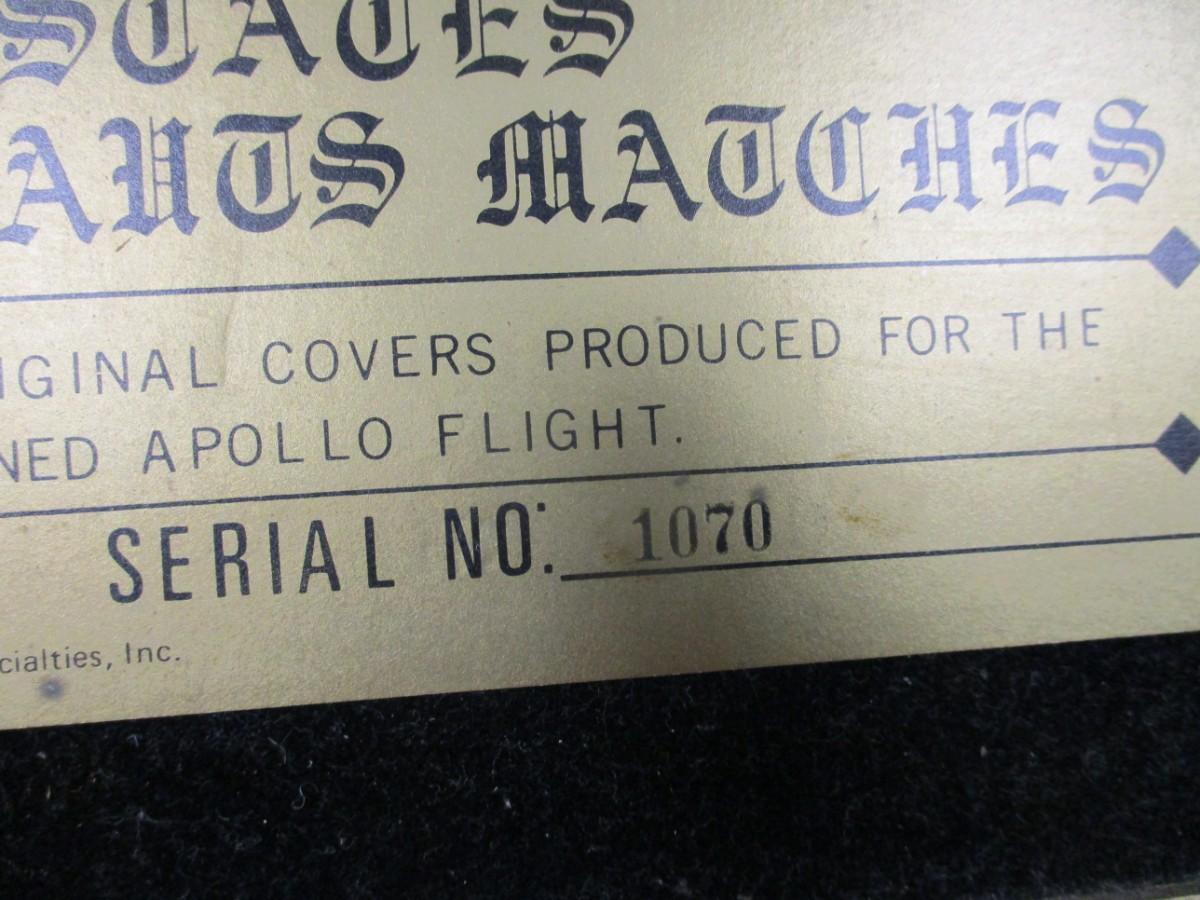 STATES
AUTS MATCHES
IGINAL COVERS PRODUCED FOR THE
NED APOLLO FLIGHT.
SERIAL NO. 1070
cialties, Inc.